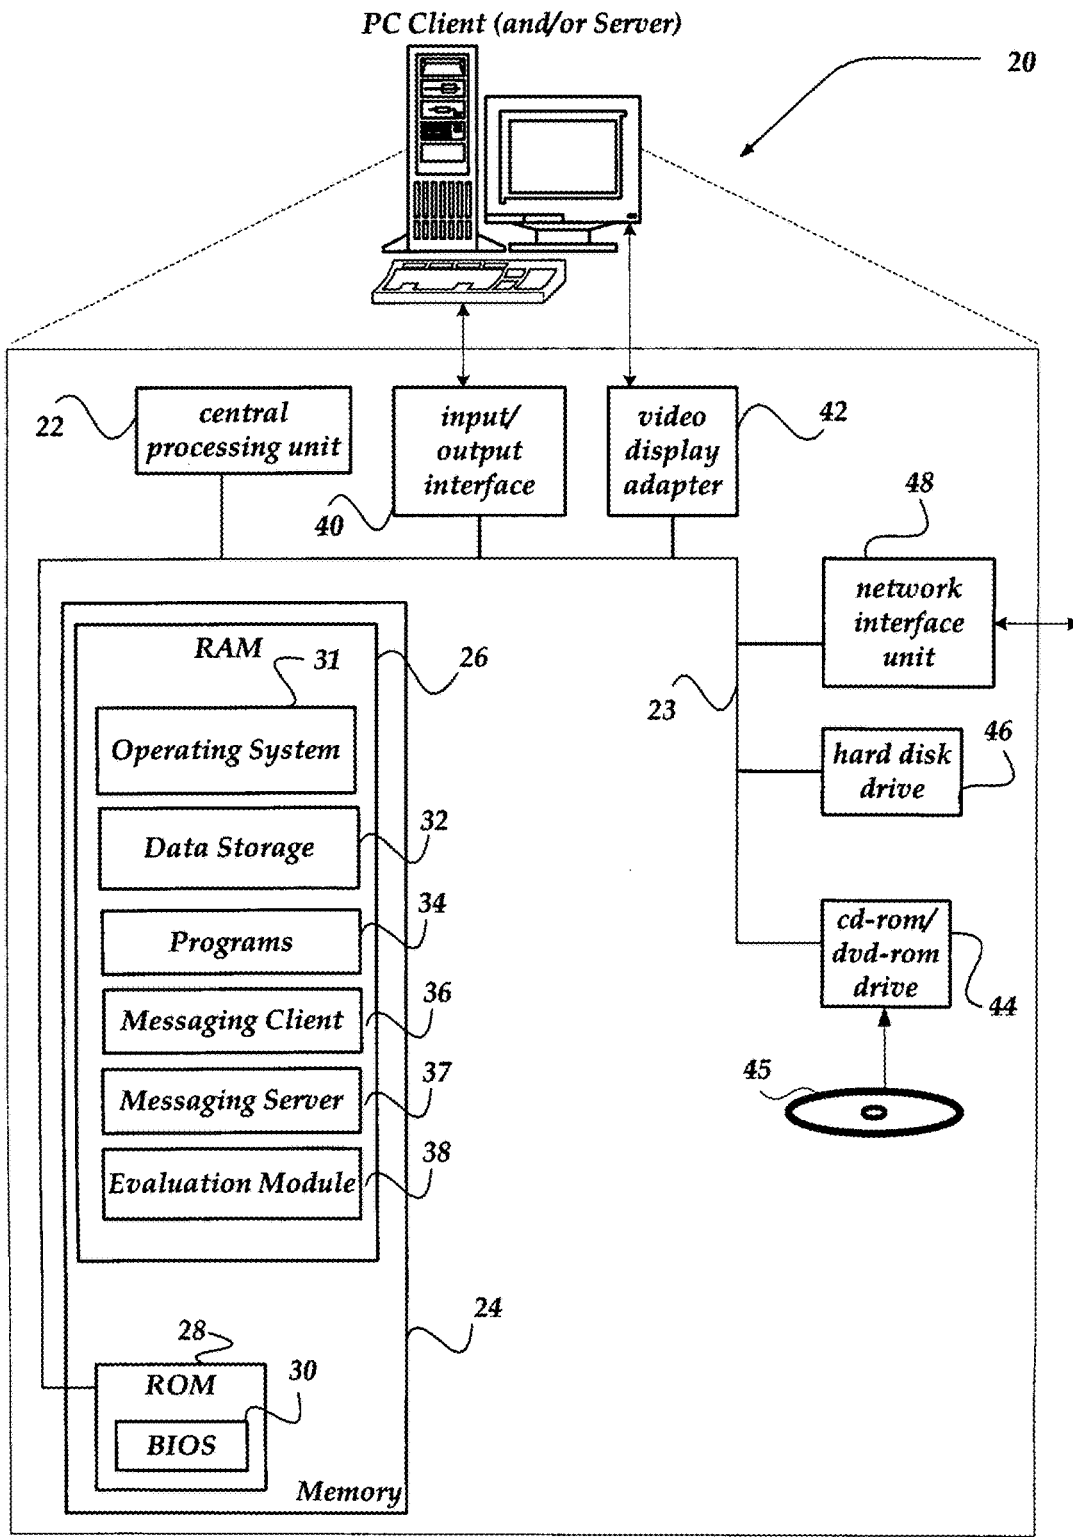 PC Client (and/or Server)
20
22
central
processing unit
input/
output
interface
40
video
display
adapter
42
48
network
interface
unit
23
RAM
31
26
Operating System
hard disk
drive
46
Data Storage
32
Programs
34
cd-rom/
dvd-rom
drive
44
Messaging Client
36
Messaging Server
37
45
Evaluation Module
38
24
28
ROM
30
BIOS
Memory